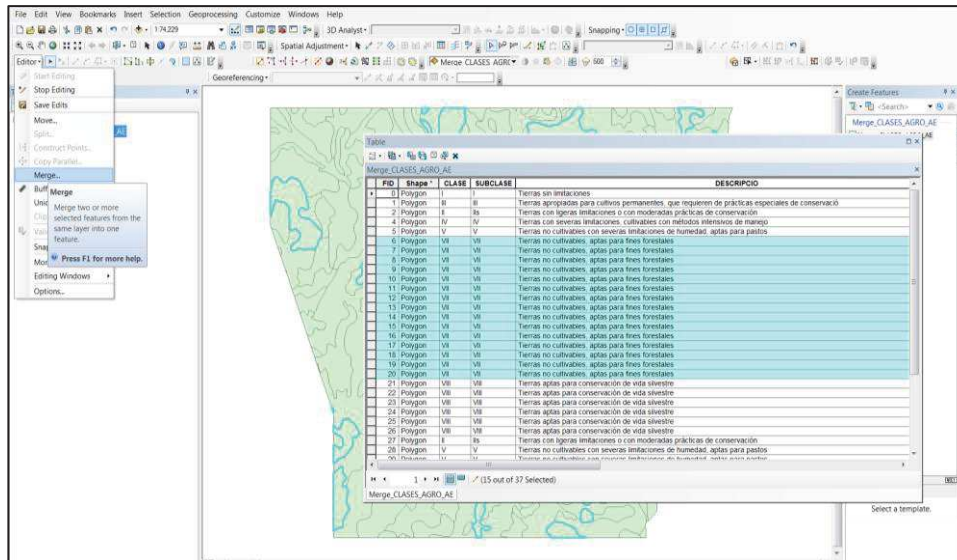 File Edit View Bookmarks Insert Selection Geoprocessing Customize Windows Help
1:74,229
3D Analyst
Snapping
Spatial Adjustment
Editor
Merge CLASES AGR
600
Start Editing
Georeferencing
Stop Editing
Save Edits
Move...
Split...
Construct Points...
Copy Parallel...
Merge...
Options...
Editing Windows
Merge
Merge two or more selected features from the same layer into one feature.
Press F1 for more help.
Create Features
<Search>
Merge_CLASES_AGRO_AE
Table
Merge_CLASES_AGRO_AE
FID Shape * CLASE SUBCLASE DESCRIPCIO
0 Polygon I I Tierras sin limitaciones
1 Polygon III III Tierras apropiadas para cultivos permanentes, que requieren de prácticas especiales de conservació
2 Polygon II IIs Tierras con ligeras limitaciones o con moderadas prácticas de conservación
4 Polygon IV IV Tierras con severas limitaciones, cultivables con métodos intensivos de manejo
5 Polygon V V Tierras no cultivables con severas limitaciones de humedad, aptas para pastos
6 Polygon VII VII Tierras no cultivables, aptas para fines forestales
7 Polygon VII VII Tierras no cultivables, aptas para fines forestales
8 Polygon VII VII Tierras no cultivables, aptas para fines forestales
9 Polygon VII VII Tierras no cultivables, aptas para fines forestales
10 Polygon VII VII Tierras no cultivables, aptas para fines forestales
11 Polygon VII VII Tierras no cultivables, aptas para fines forestales
12 Polygon VII VII Tierras no cultivables, aptas para fines forestales
13 Polygon VII VII Tierras no cultivables, aptas para fines forestales
14 Polygon VII VII Tierras no cultivables, aptas para fines forestales
15 Polygon VII VII Tierras no cultivables, aptas para fines forestales
16 Polygon VII VII Tierras no cultivables, aptas para fines forestales
17 Polygon VII VII Tierras no cultivables, aptas para fines forestales
18 Polygon VII VII Tierras no cultivables, aptas para fines forestales
19 Polygon VII VII Tierras no cultivables, aptas para fines forestales
20 Polygon VII VII Tierras no cultivables, aptas para fines forestales
21 Polygon VIII VIII Tierras aptas para conservación de vida silvestre
22 Polygon VIII VIII Tierras aptas para conservación de vida silvestre
23 Polygon VIII VIII Tierras aptas para conservación de vida silvestre
24 Polygon VIII VIII Tierras aptas para conservación de vida silvestre
25 Polygon VIII VIII Tierras aptas para conservación de vida silvestre
26 Polygon VIII VIII Tierras aptas para conservación de vida silvestre
27 Polygon II IIs Tierras con ligeras limitaciones o con moderadas prácticas de conservación
28 Polygon V V Tierras no cultivables con severas limitaciones de humedad, aptas para pastos
29 Polygon V V Tierras no cultivables con severas limitaciones de humedad, aptas para pastos
1
(15 out of 37 Selected)
Merge_CLASES_AGRO_AE
Select a template.